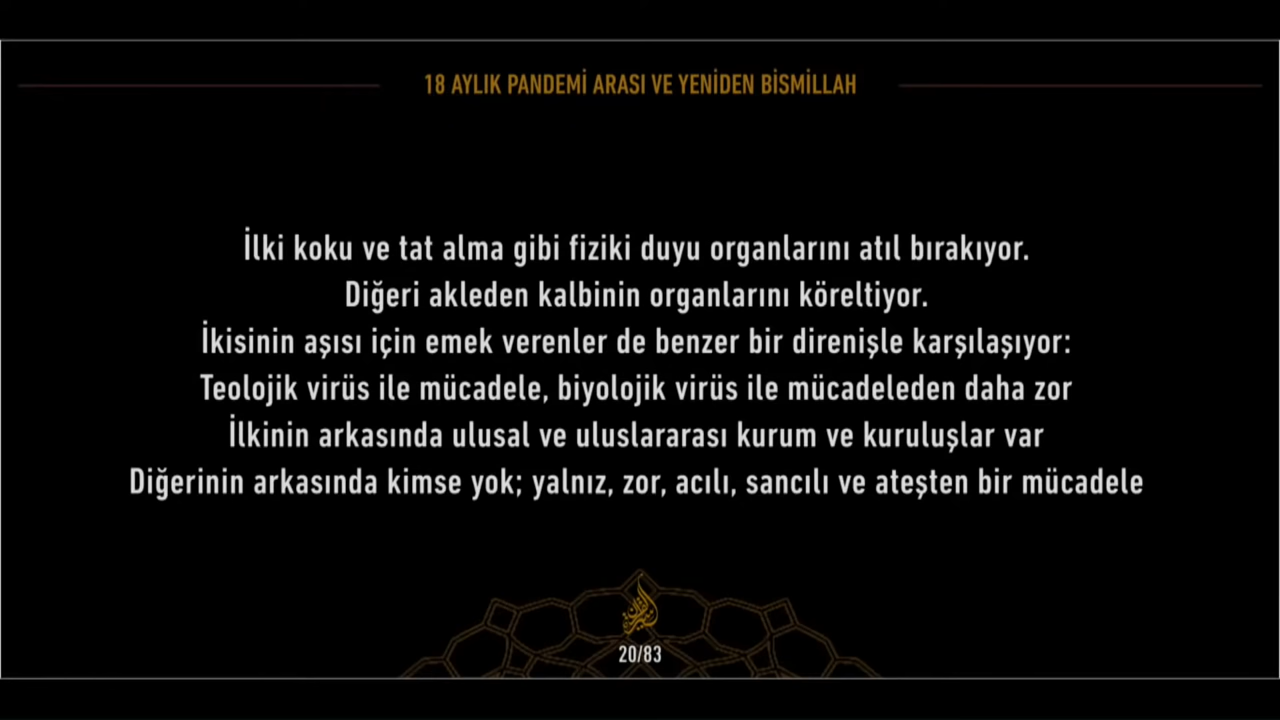 18 AYLIK PANDEMİ ARASI VE YENİDEN BİSMİLLAH
İlki koku ve tat alma gibi fiziki duyu organlarını atıl bırakıyor.
Diğeri akleden kalbinin organlarını köreltiyor.
İkisinin aşısı için emek verenler de benzer bir direnişle karşılaşıyor:
Teolojik virüs ile mücadele, biyolojik virüs ile mücadeleden daha zor
İlkinin arkasında ulusal ve uluslararası kurum ve kuruluşlar var
Diğerinin arkasında kimse yok; yalnız, zor, acılı, sancılı ve ateşten bir mücadele
20/83